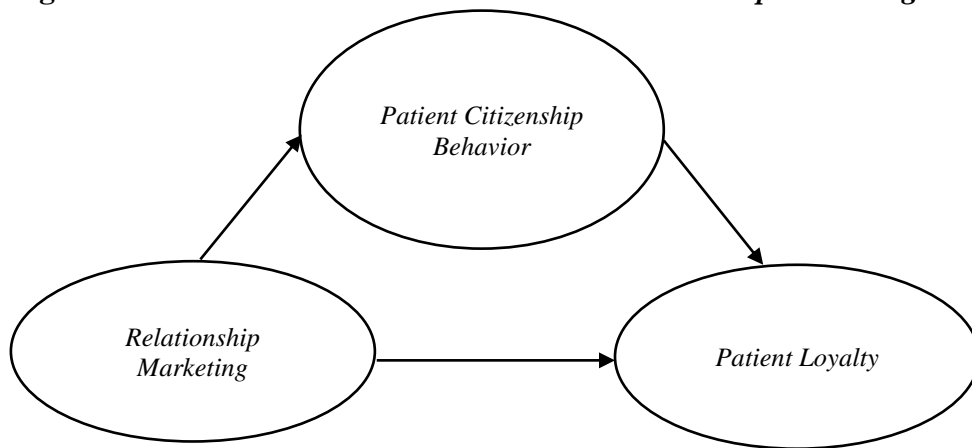 Patient Citizenship
Behavior
Relationship
Marketing
Patient Loyalty